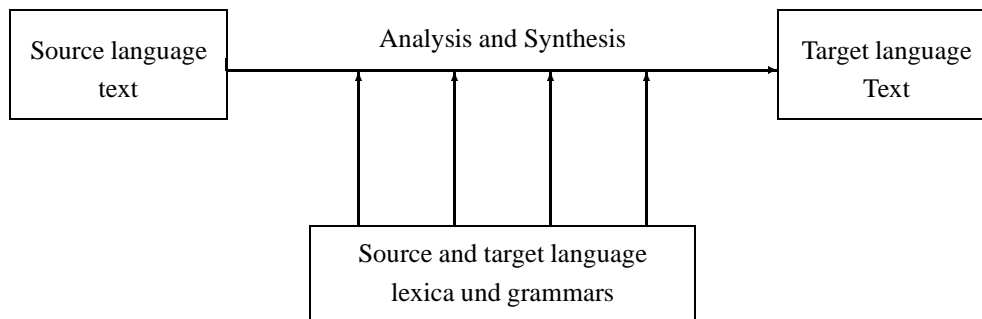 Source language
text
Analysis and Synthesis
Target language
Text
Source and target language
lexica und grammars